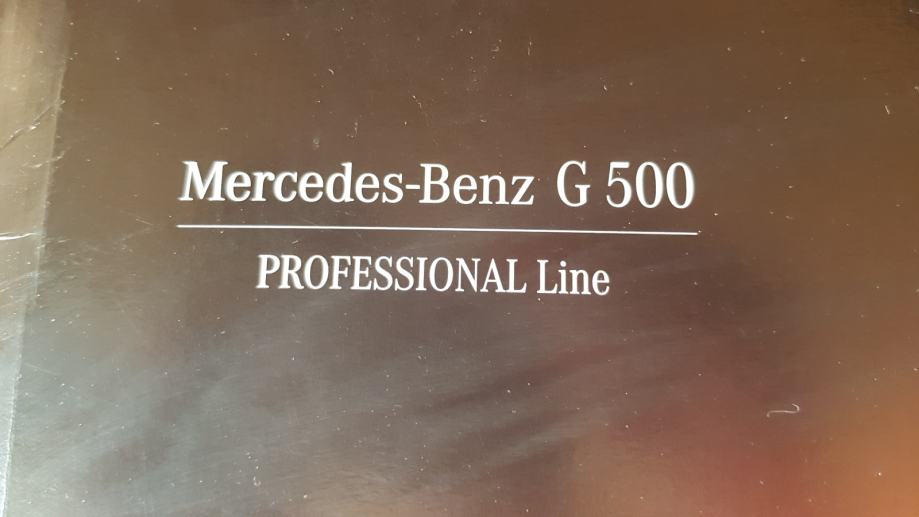 Mercedes-Benz G 500
PROFESSIONAL Line